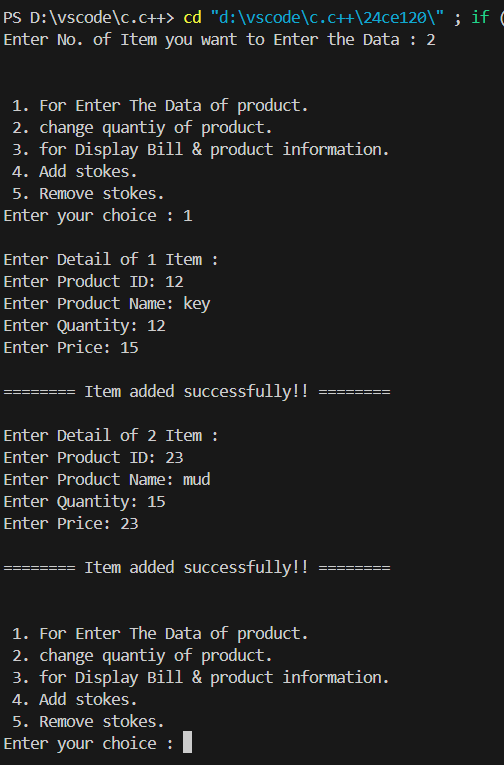 PS D:\vscode\c.c++> cd "d:\vscode\c.c++\24ce120\" ; if (
Enter No. of Item you want to Enter the Data : 2
1. For Enter The Data of product.
2. change quantiy of product.
3. for Display Bill & product information.
4. Add stokes.
5. Remove stokes.
Enter your choice : 1
Enter Detail of 1 Item :
Enter Product ID: 12
Enter Product Name: key
Enter Quantity: 12
Enter Price: 15
======== Item added successfully!! ========
Enter Detail of 2 Item :
Enter Product ID: 23
Enter Product Name: mud
Enter Quantity: 15
Enter Price: 23
======== Item added successfully!! ========
1. For Enter The Data of product.
2. change quantiy of product.
3. for Display Bill & product information.
4. Add stokes.
5. Remove stokes.
Enter your choice :